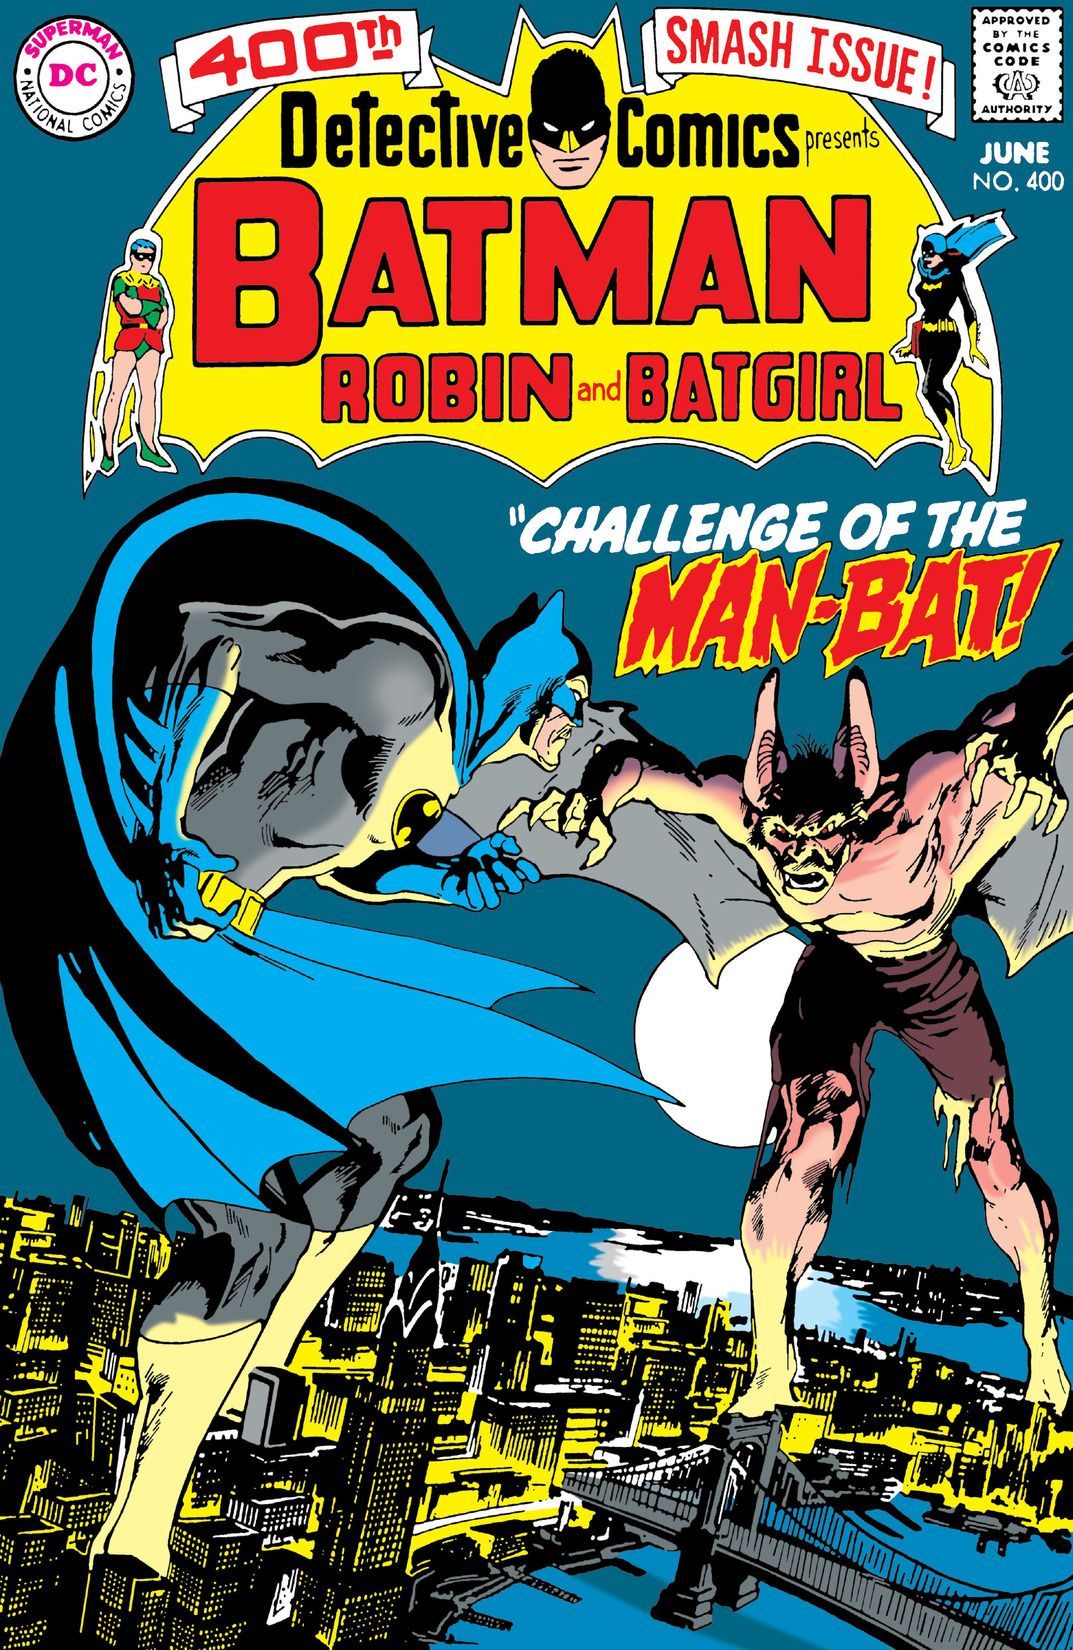 SUPERMAN
DC
NATIONAL COMICS
400th
SMASH ISSUE!
APPROVED
BY THE
COMICS
CODE
CA
AUTHORITY
Detective Comics presents
JUNE
NO. 400
BATMAN
ROBIN and BATGIRL
"CHALLENGE OF THE
MAN-BAT!